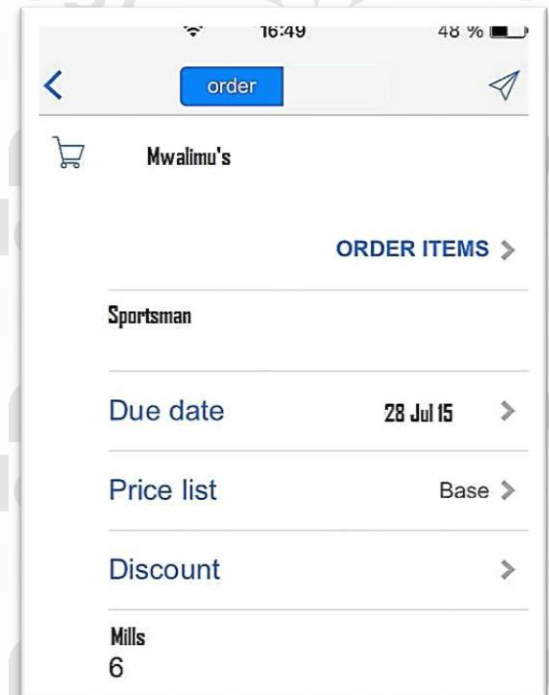 16:49 48 %
order
Mwalimu's
ORDER ITEMS
Sportsman
Due date 28 Jul 15
Price list Base
Discount
Mills
6